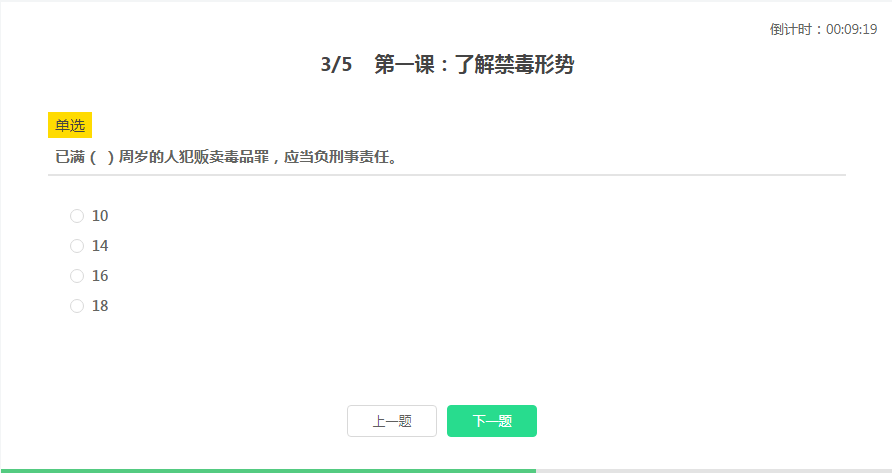 倒计时：00:09:19
3/5 第一课：了解禁毒形势
单选
已满（ ）周岁的人犯贩卖毒品罪，应当负刑事责任。
10
14
16
18
上一题 下一题